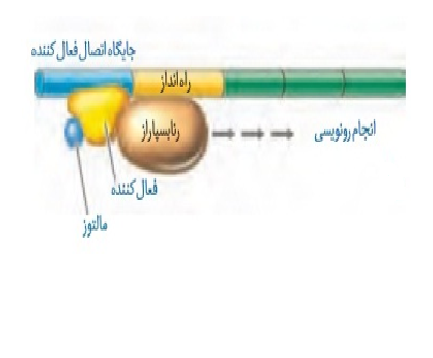 جایگاه اتصال فعال کننده
راه انداز
رنابسپاراز
انجام رونویسی
فعال کننده
مالتوز